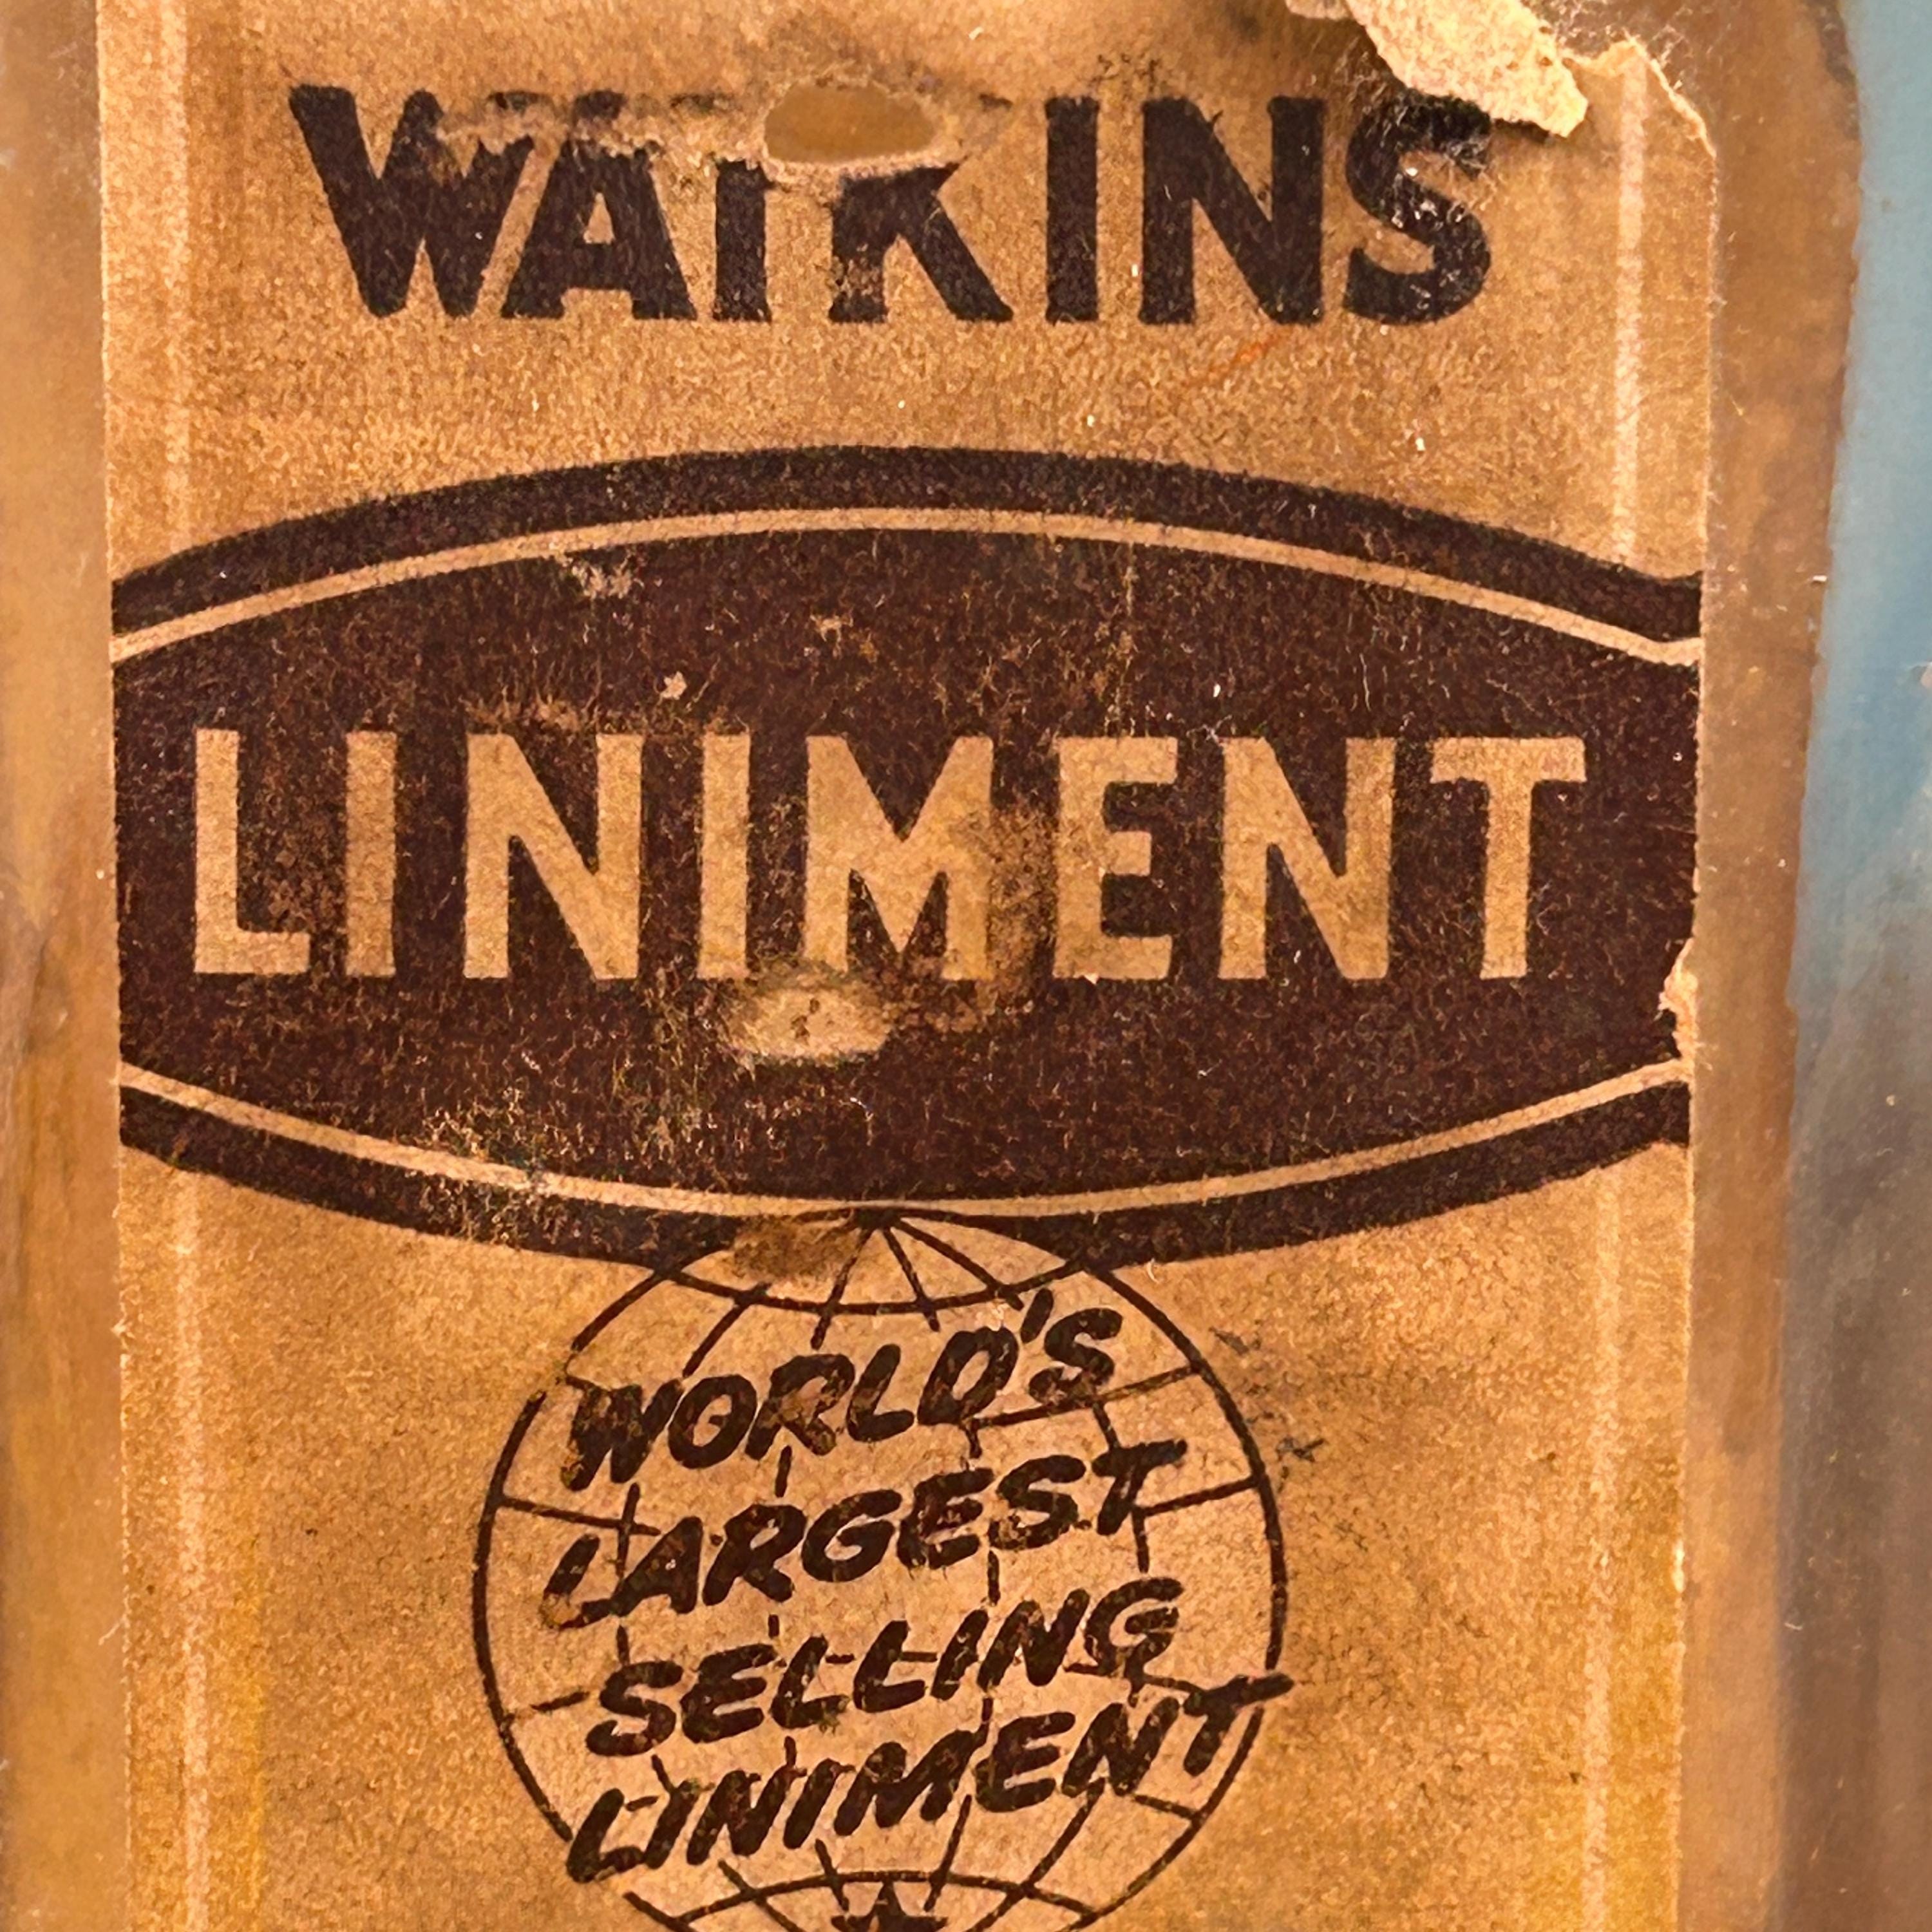 WATKINS
LINIMENT
WORLD'S
LARGEST
SELLING
LINIMENT